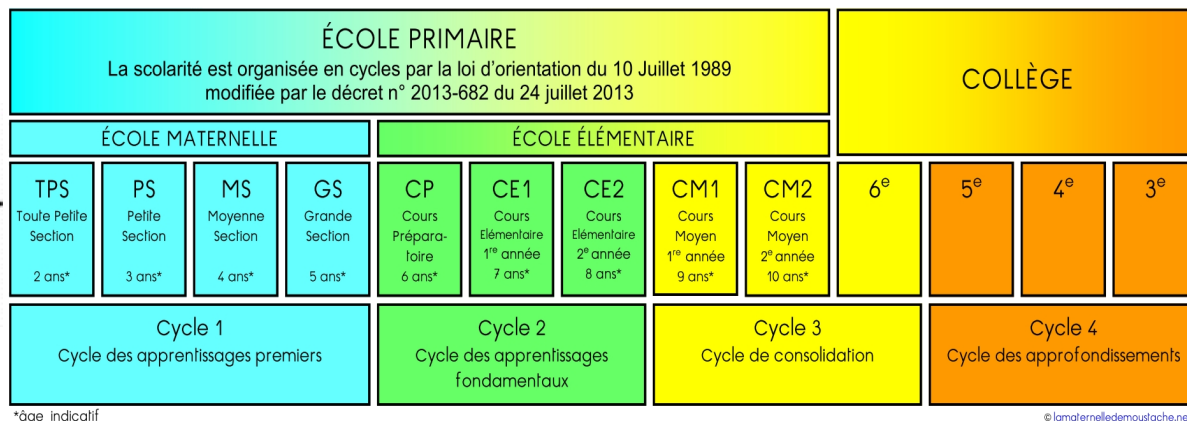 ÉCOLE PRIMAIRE
La scolarité est organisée en cycles par la loi d'orientation du 10 Juillet 1989
modifiée par le décret n° 2013-682 du 24 juillet 2013
COLLÈGE
ÉCOLE MATERNELLE
ÉCOLE ÉLÉMENTAIRE
TPS
Toute Petite
Section
2 ans*
PS
Petite
Section
3 ans*
MS
Moyenne
Section
4 ans*
GS
Grande
Section
5 ans*
CP
Cours
Prépara-
toire
6 ans*
CE1
Cours
Elémentaire
1re année
7 ans*
CE2
Cours
Elémentaire
2e année
8 ans*
CM1
Cours
Moyen
1re année
9 ans*
CM2
Cours
Moyen
2e année
10 ans*
6e
5e
4e
3e
Cycle 1
Cycle des apprentissages premiers
Cycle 2
Cycle des apprentissages
fondamentaux
Cycle 3
Cycle de consolidation
Cycle 4
Cycle des approfondissements
*âge indicatif
© lamaternelledemoustache.ne